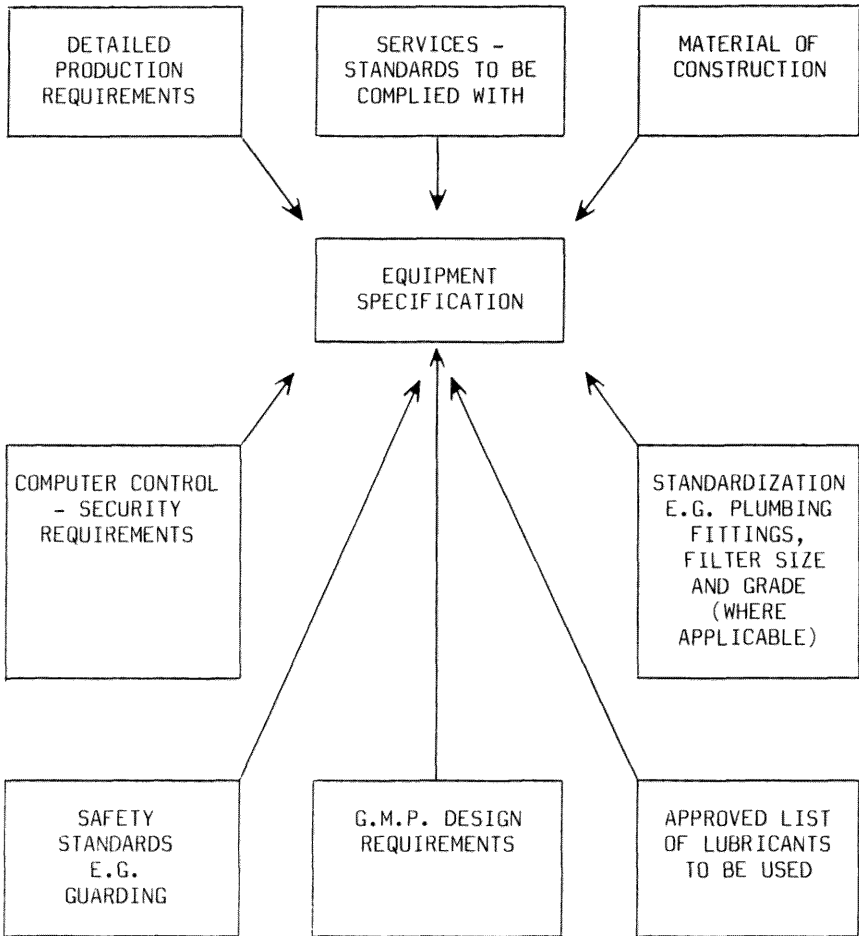 DETAILED
PRODUCTION
REQUIREMENTS
SERVICES -
STANDARDS TO BE
COMPLIED WITH
MATERIAL OF
CONSTRUCTION
EQUIPMENT
SPECIFICATION
COMPUTER CONTROL
- SECURITY
REQUIREMENTS
STANDARDIZATION
E.G. PLUMBING
FITTINGS,
FILTER SIZE
AND GRADE
(WHERE
APPLICABLE)
SAFETY
STANDARDS
E.G.
GUARDING
G.M.P. DESIGN
REQUIREMENTS
APPROVED LIST
OF LUBRICANTS
TO BE USED